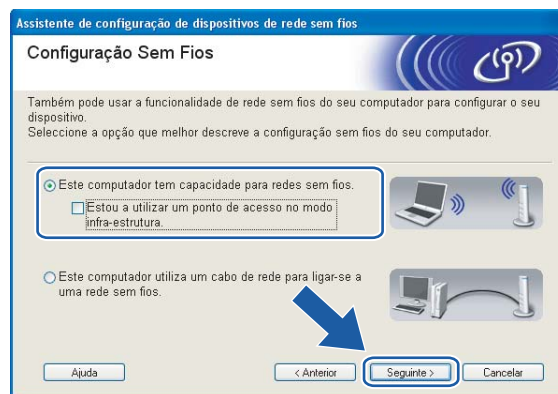 Assistente de configuração de dispositivos de rede sem fios
Configuração Sem Fios
Também pode usar a funcionalidade de rede sem fios do seu computador para configurar o seu
dispositivo.
Seleccione a opção que melhor descreve a configuração sem fios do seu computador.
Este computador tem capacidade para redes sem fios.
Estou a utilizar um ponto de acesso no modo
infra-estrutura.
Este computador utiliza um cabo de rede para ligar-se a
uma rede sem fios.
Ajuda
< Anterior
Seguinte >
Cancelar